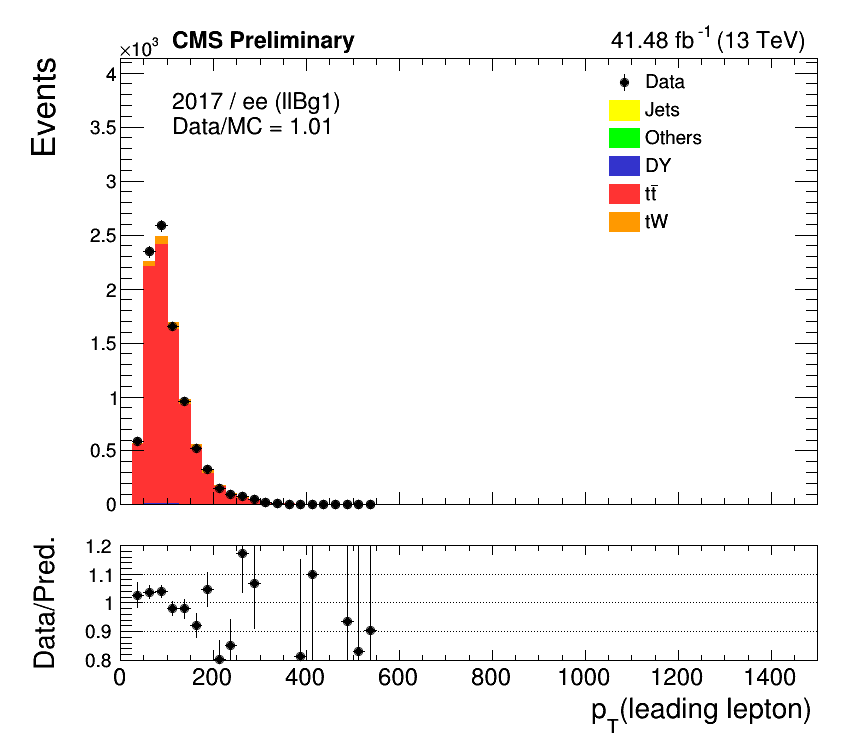 ×10³ CMS Preliminary 41.48 fb⁻¹ (13 TeV)
Events
4
3.5
3
2.5
2
1.5
1
0.5
0
2017 / ee (llBg1)
Data/MC = 1.01
Data
Jets
Others
DY
tt̄
tW
Data/Pred.
1.2
1.1
1
0.9
0.8
0 200 400 600 800 1000 1200 1400
p_T(leading lepton)